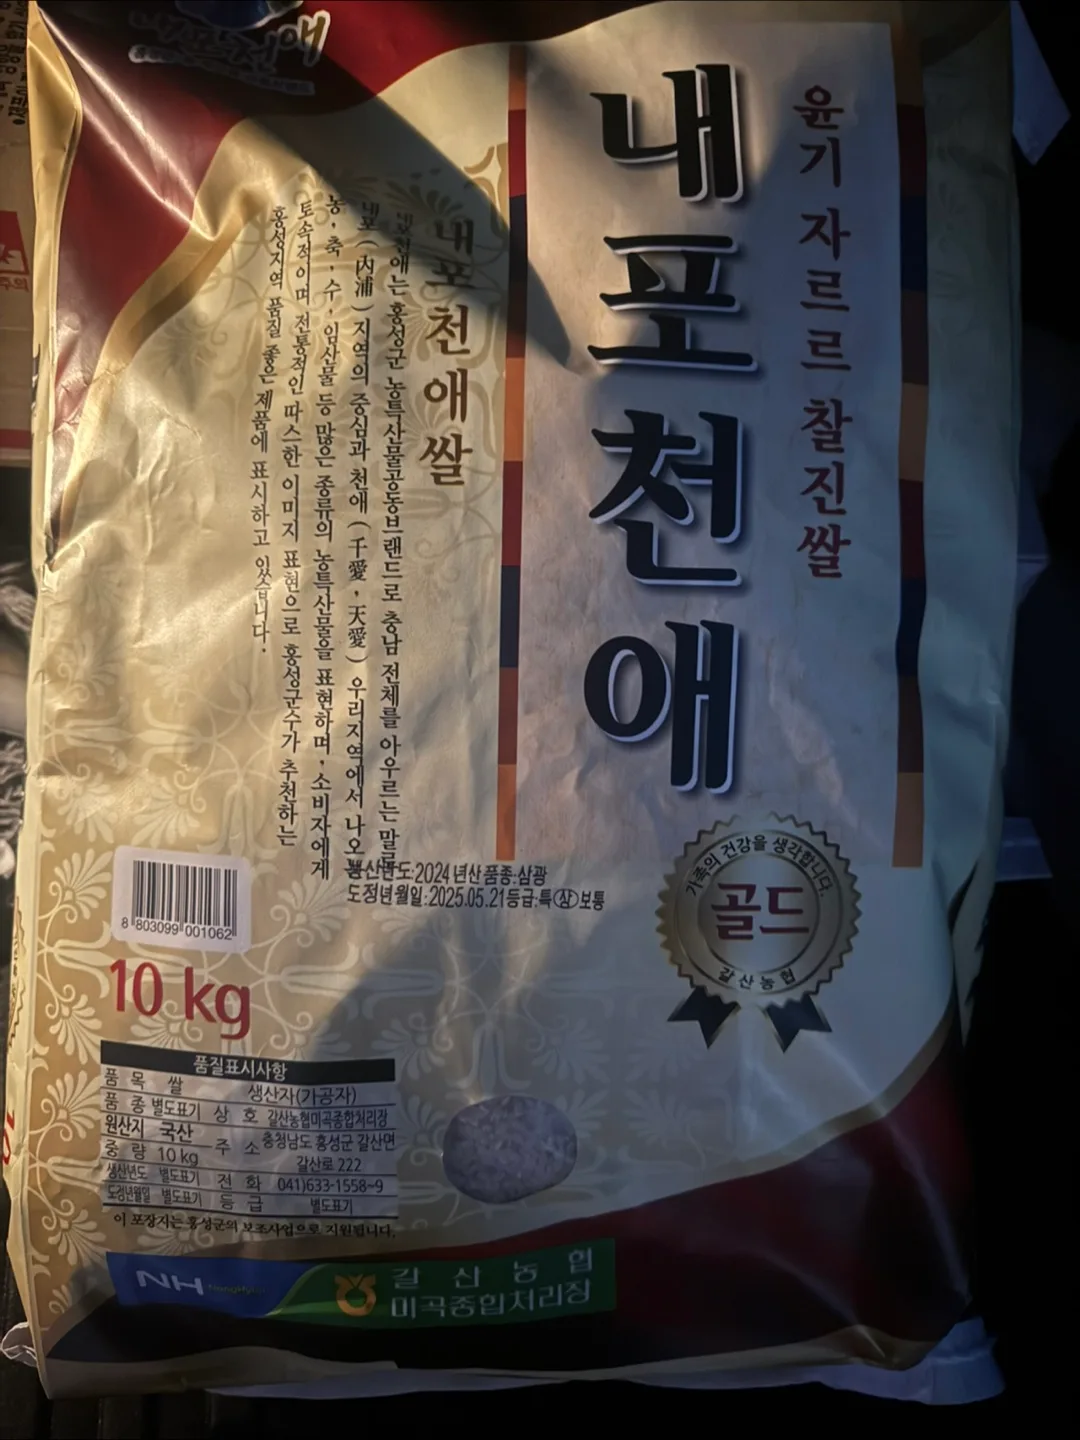 내포천애
윤기 자르르 찰진쌀
내포천애
내포천애쌀
내포천애는 홍성군 농특산물공동브랜드로 충남 전체를 아우르는 말로
내포(内浦)지역의 중심과 천애(千愛, 天愛) 우리지역에서 나오는
농·축·수·임산물 등 많은 종류의 농특산물을 표현하며, 소비자에게
토속적이며 전통적인 따스한 이미지 표현으로 홍성군수가 추천하는
홍성지역 품질 좋은 제품에 표시하고 있습니다.
생산년도:2024년산 품종:삼광
도정년월일:2025.05.21등급:특(상)보통
가족의 건강을 생각합니다.
골드
갈산농협
8 803099 001062
10 kg
품질표시사항
품 목 쌀 생산자(가공자)
품 종 별도표기 상 호 갈산농협미곡종합처리장
원산지 국산 주 소 충청남도 홍성군 갈산면
중 량 10 kg 갈산로 222
생산년도 별도표기 전 화 041)633-1558~9
도정년월일 별도표기 등 급 별도표기
이 포장지는 홍성군의 보조사업으로 지원됩니다.
NH
갈산농협
미곡종합처리장